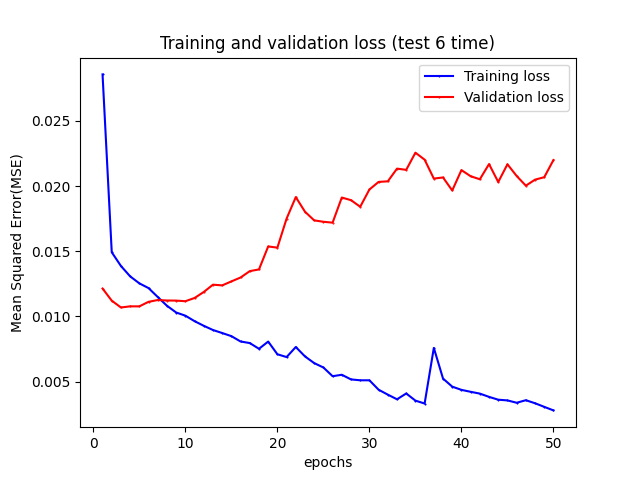 Training and validation loss (test 6 time)
Training loss
Validation loss
0.025
0.020
0.015
0.010
0.005
Mean Squared Error(MSE)
0
10
20
30
40
50
epochs